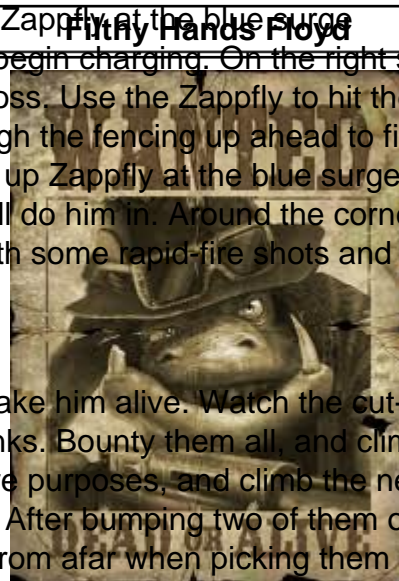 Zappfly at the blue surge
Filthy Hands Floyd
begin charging. On the right s
oss. Use the Zappfly to hit the
WANTED
gh the fencing up ahead to fi
up Zappfly at the blue surge
ll do him in. Around the corne
th some rapid-fire shots and
ake him alive. Watch the cut-
nks. Bounty them all, and clim
e purposes, and climb the ne
After bumping two of them o
DEAD OR ALIVE
rom afar when picking them